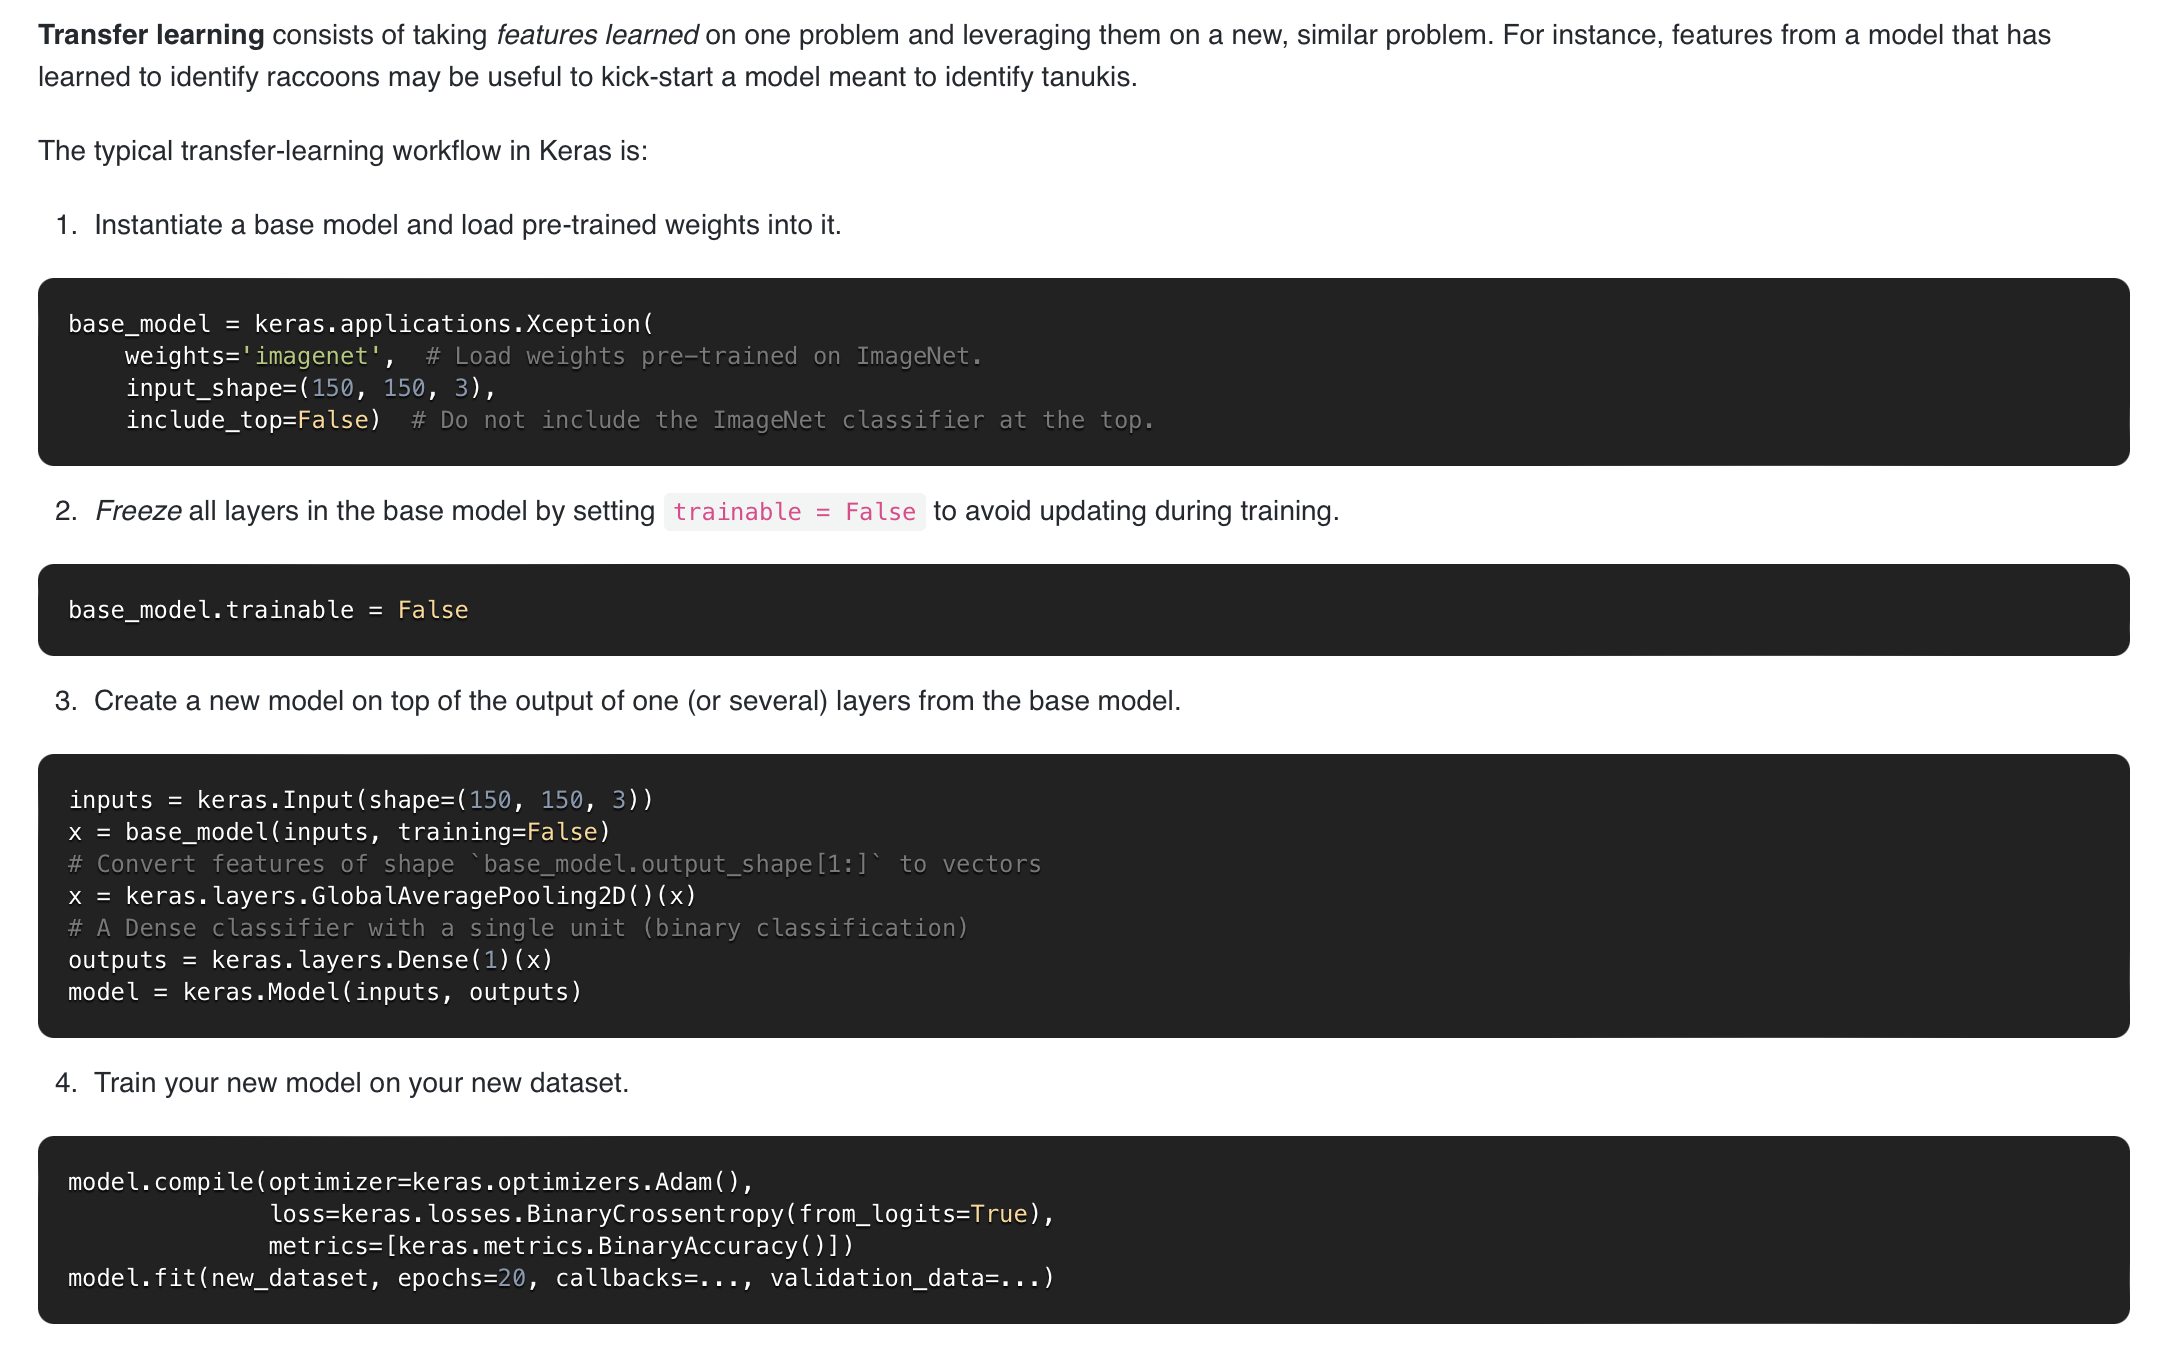 Transfer learning consists of taking features learned on one problem and leveraging them on a new, similar problem. For instance, features from a model that has
learned to identify raccoons may be useful to kick-start a model meant to identify tanukis.
The typical transfer-learning workflow in Keras is:
1. Instantiate a base model and load pre-trained weights into it.
base_model = keras.applications.Xception(
    weights='imagenet',  # Load weights pre-trained on ImageNet.
    input_shape=(150, 150, 3),
    include_top=False)  # Do not include the ImageNet classifier at the top.
2. Freeze all layers in the base model by setting trainable = False to avoid updating during training.
base_model.trainable = False
3. Create a new model on top of the output of one (or several) layers from the base model.
inputs = keras.Input(shape=(150, 150, 3))
x = base_model(inputs, training=False)
# Convert features of shape `base_model.output_shape[1:]` to vectors
x = keras.layers.GlobalAveragePooling2D()(x)
# A Dense classifier with a single unit (binary classification)
outputs = keras.layers.Dense(1)(x)
model = keras.Model(inputs, outputs)
4. Train your new model on your new dataset.
model.compile(optimizer=keras.optimizers.Adam(),
              loss=keras.losses.BinaryCrossentropy(from_logits=True),
              metrics=[keras.metrics.BinaryAccuracy()])
model.fit(new_dataset, epochs=20, callbacks=..., validation_data=...)